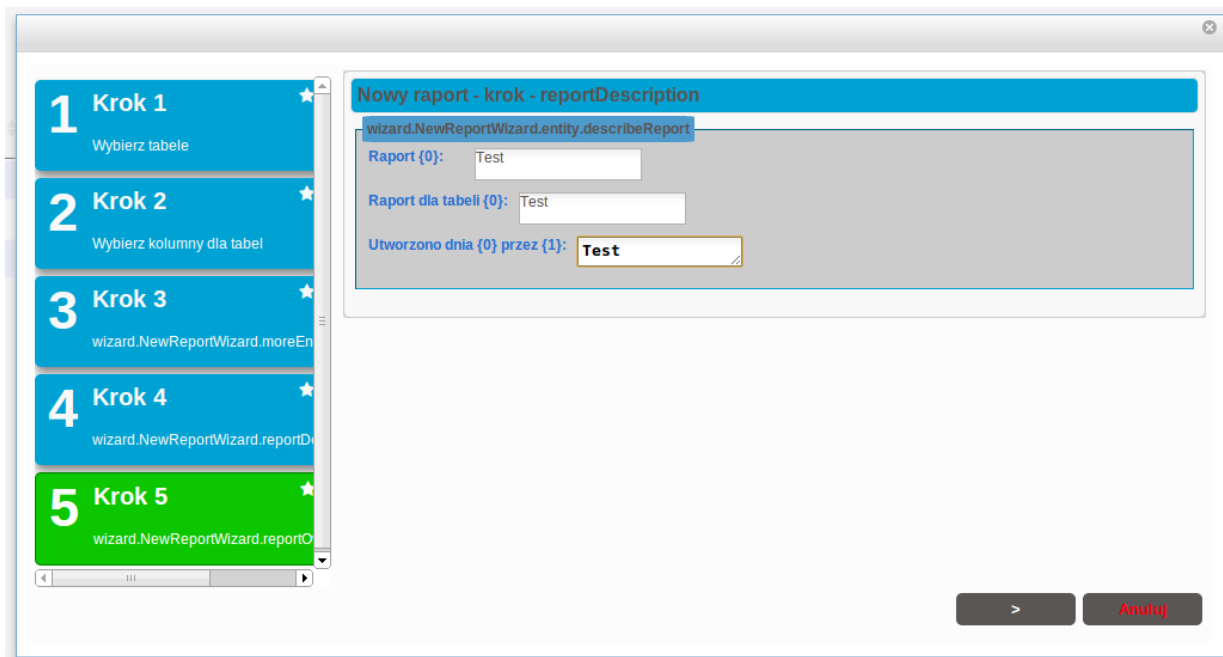 1 Krok 1
Wybierz tabele
2 Krok 2
Wybierz kolumny dla tabel
3 Krok 3
wizard.NewReportWizard.moreEn
4 Krok 4
wizard.NewReportWizard.reportD
5 Krok 5
wizard.NewReportWizard.reportO
Nowy raport - krok - reportDescription
wizard.NewReportWizard.entity.describeReport
Raport {0}: Test
Raport dla tabeli {0}: Test
Utworzono dnia {0} przez {1}: Test
> Anuluj